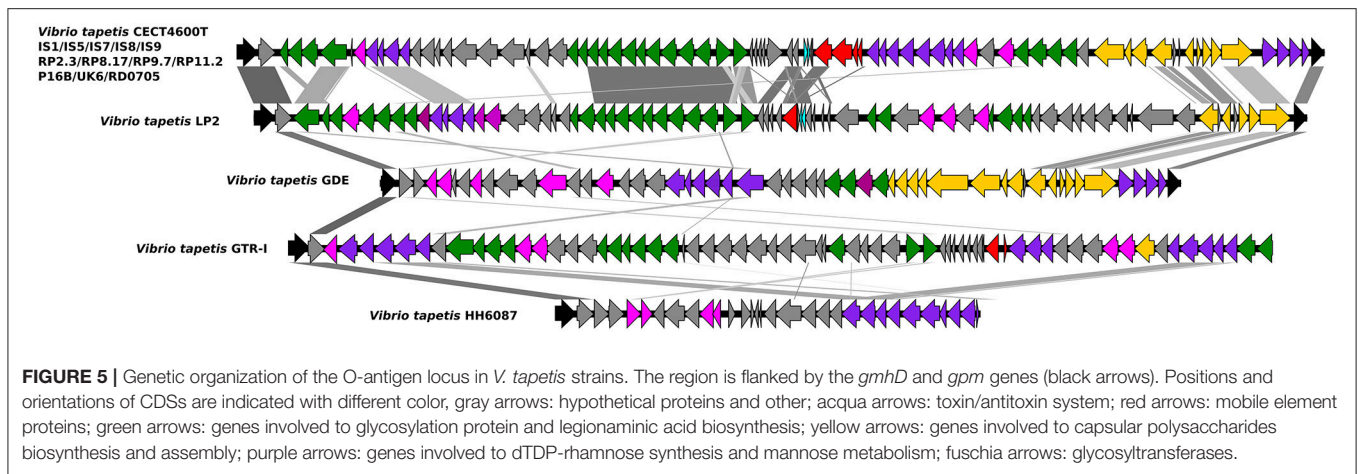 Vibrio tapetis CECT4600T
IS1/IS5/IS7/IS8/IS9
RP2.3/RP8.17/RP9.7/RP11.2
P16B/UK6/RD0705
Vibrio tapetis LP2
Vibrio tapetis GDE
Vibrio tapetis GTR-I
Vibrio tapetis HH6087
FIGURE 5 | Genetic organization of the O-antigen locus in V. tapetis strains. The region is flanked by the gmhD and gpm genes (black arrows). Positions and
orientations of CDSs are indicated with different color, gray arrows: hypothetical proteins and other; acqua arrows: toxin/antitoxin system; red arrows: mobile element
proteins; green arrows: genes involved to glycosylation protein and legionaminic acid biosynthesis; yellow arrows: genes involved to capsular polysaccharides
biosynthesis and assembly; purple arrows: genes involved to dTDP-rhamnose synthesis and mannose metabolism; fuschia arrows: glycosyltransferases.